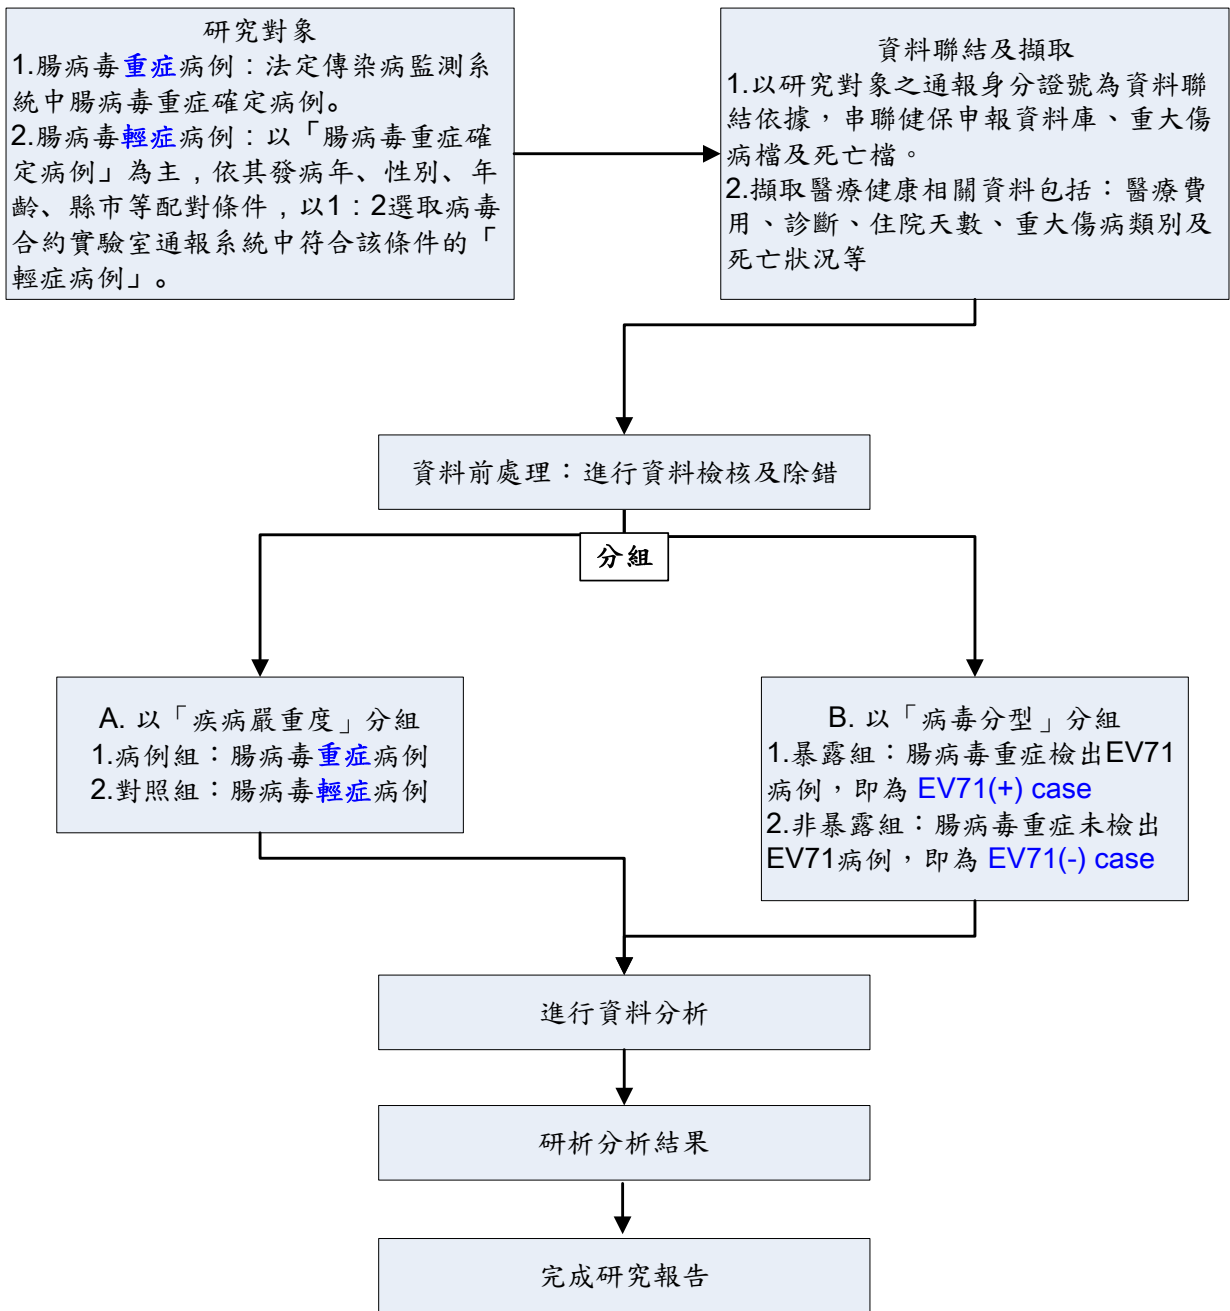 研究對象
1.腸病毒重症病例：法定傳染病監測系
統中腸病毒重症確定病例。
2.腸病毒輕症病例：以「腸病毒重症確
定病例」為主，依其發病年、性別、年
齡、縣市等配對條件，以1：2選取病毒
合約實驗室通報系統中符合該條件的「
輕症病例」。
資料聯結及擷取
1.以研究對象之通報身分證號為資料聯
結依據，串聯健保申報資料庫、重大傷
病檔及死亡檔。
2.擷取醫療健康相關資料包括：醫療費
用、診斷、住院天數、重大傷病類別及
死亡狀況等
資料前處理：進行資料檢核及除錯
分組
A. 以「疾病嚴重度」分組
1.病例組：腸病毒重症病例
2.對照組：腸病毒輕症病例
B. 以「病毒分型」分組
1.暴露組：腸病毒重症檢出EV71
病例，即為 EV71(+) case
2.非暴露組：腸病毒重症未檢出
EV71病例，即為 EV71(-) case
進行資料分析
研析分析結果
完成研究報告